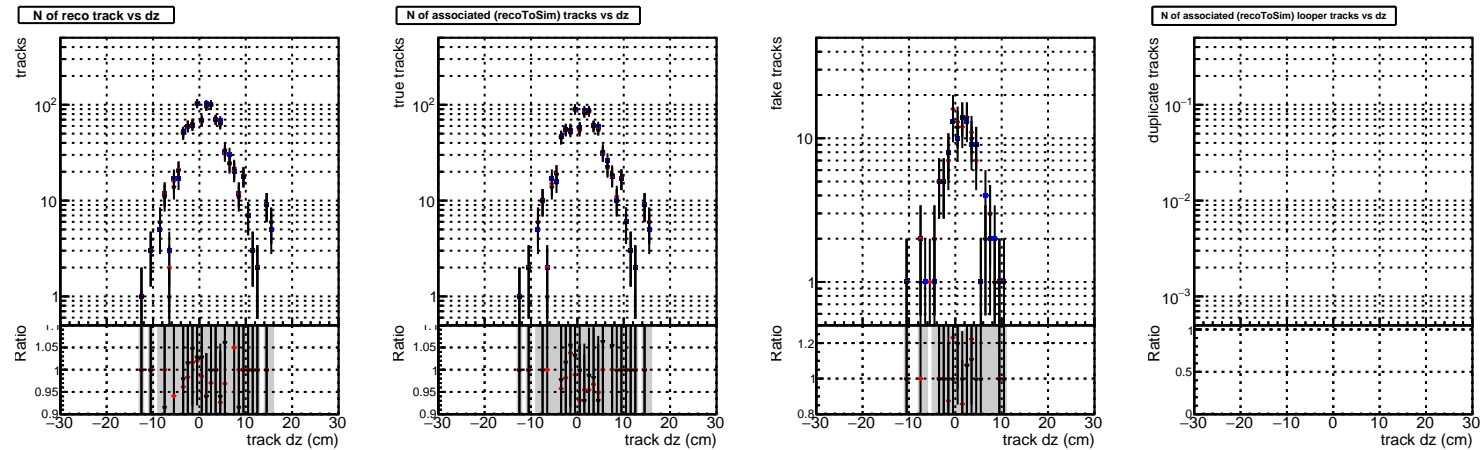 N of reco track vs dz
N of associated (recoToSim) tracks vs dz
N of associated (recoToSim) looper tracks vs dz
tracks
10²
10
1
Ratio
1.1
1.05
1
0.95
0.9
−30 −20 −10 0 10 20 30
track dz (cm)
true tracks
10²
10
1
Ratio
1.1
1.05
1
0.95
0.9
−30 −20 −10 0 10 20 30
track dz (cm)
fake tracks
10
1
Ratio
1.2
1
0.8
−30 −20 −10 0 10 20 30
track dz (cm)
duplicate tracks
10⁻¹
10⁻²
10⁻³
Ratio
1
0.5
0
−30 −20 −10 0 10 20 30
track dz (cm)